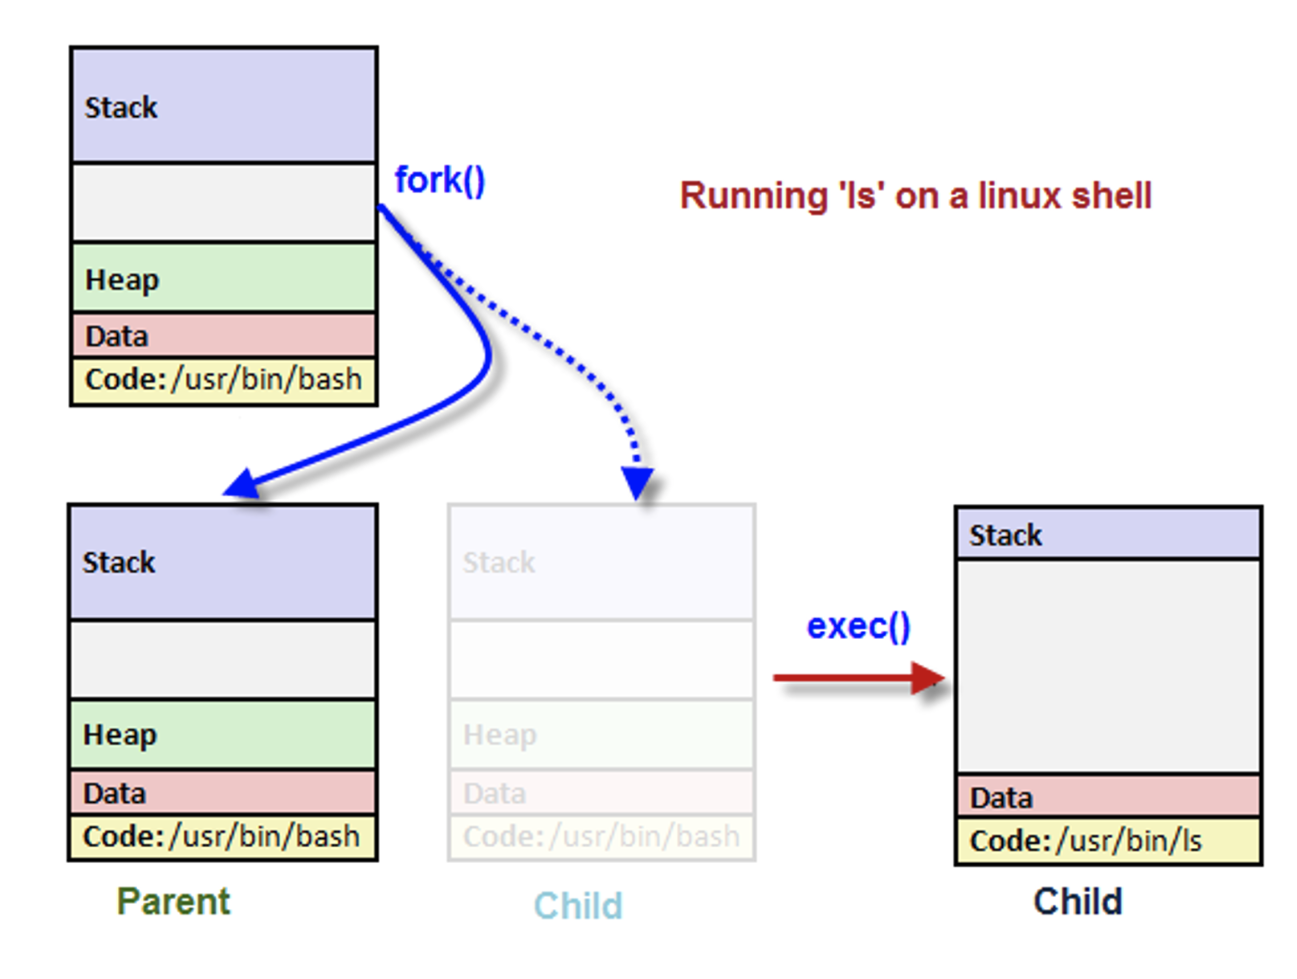 Stack
fork()
Running 'ls' on a linux shell
Heap
Data
Code: /usr/bin/bash
Stack
Heap
Data
Code: /usr/bin/bash
Parent
Stack
Heap
Data
Code: /usr/bin/bash
Child
exec()
Stack
Data
Code: /usr/bin/ls
Child